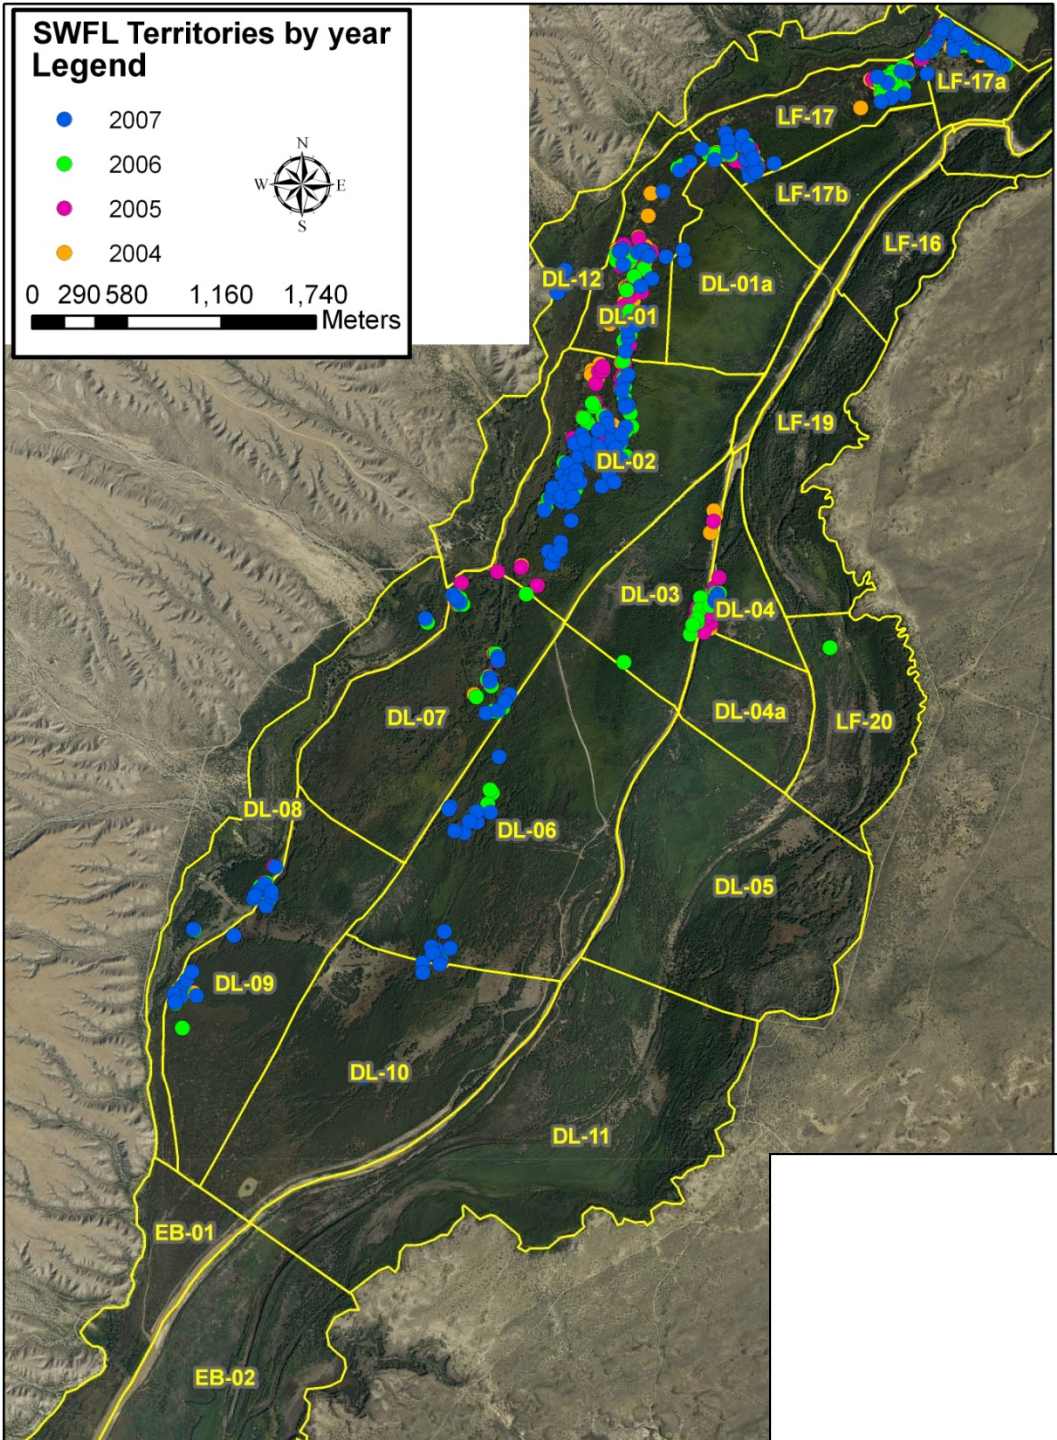 SWFL Territories by year
Legend
2007
2006
2005
2004
N
W E
S
0 290 580 1,160 1,740
Meters
LF-17a
LF-17
LF-17b
LF-16
DL-12
DL-01a
DL-01
LF-19
DL-02
DL-03
DL-04
DL-04a
LF-20
DL-07
DL-08
DL-06
DL-05
DL-09
DL-10
DL-11
EB-01
EB-02